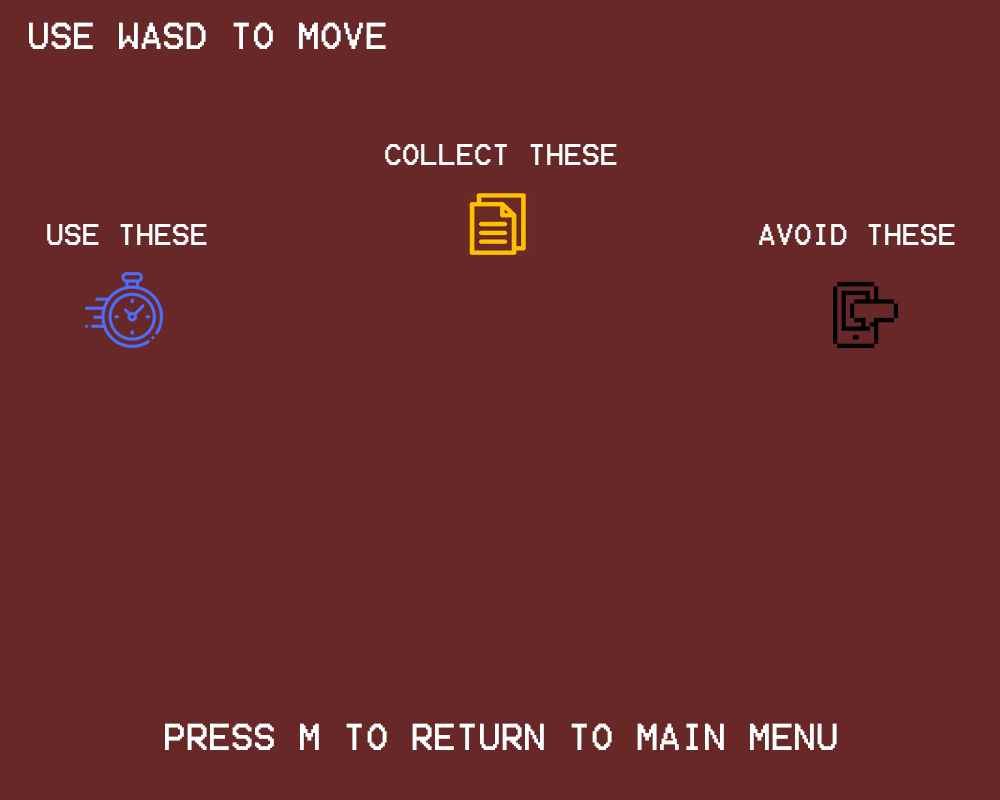 USE WASD TO MOVE
COLLECT THESE
USE THESE
AVOID THESE
PRESS M TO RETURN TO MAIN MENU